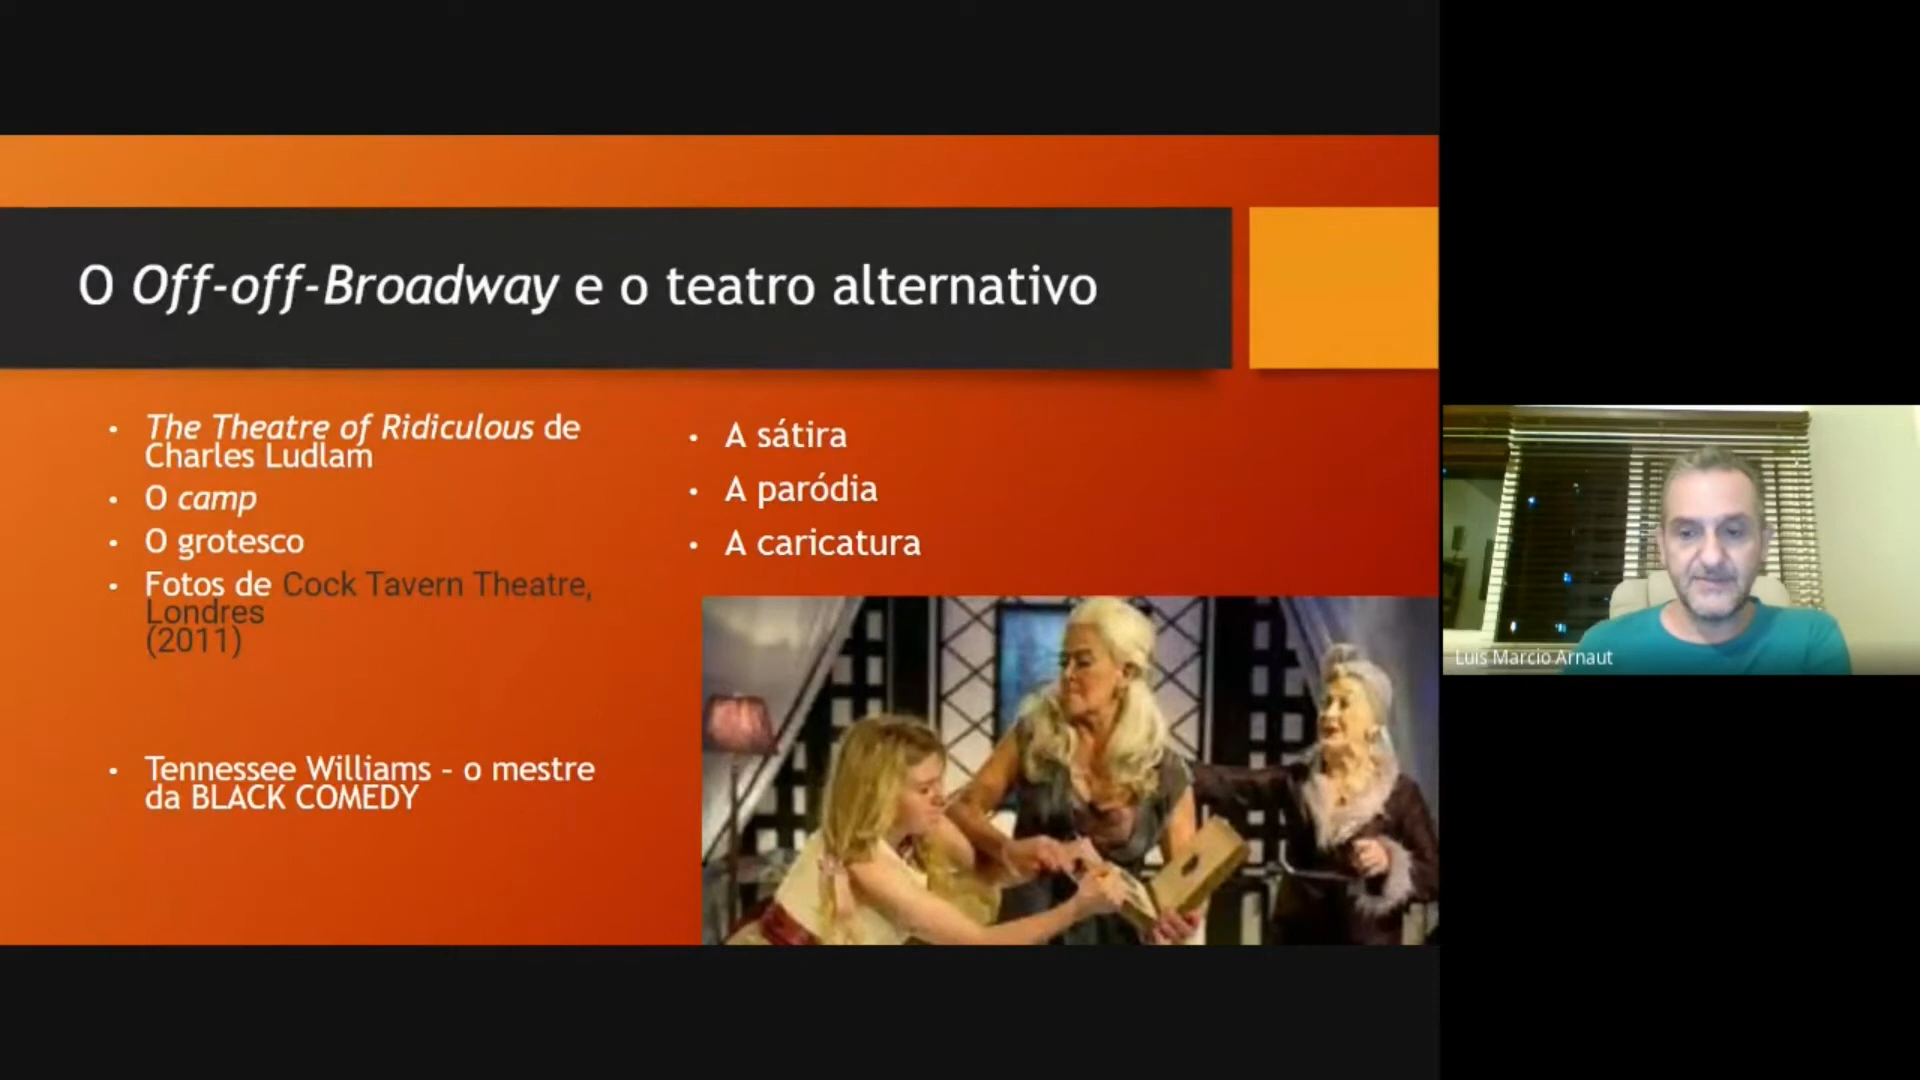 O Off-off-Broadway e o teatro alternativo
• The Theatre of Ridiculous de
Charles Ludlam
• O camp
• O grotesco
• Fotos de Cock Tavern Theatre,
Londres
(2011)
• Tennessee Williams – o mestre
da BLACK COMEDY
• A sátira
• A paródia
• A caricatura
Luis Marcio Arnaut